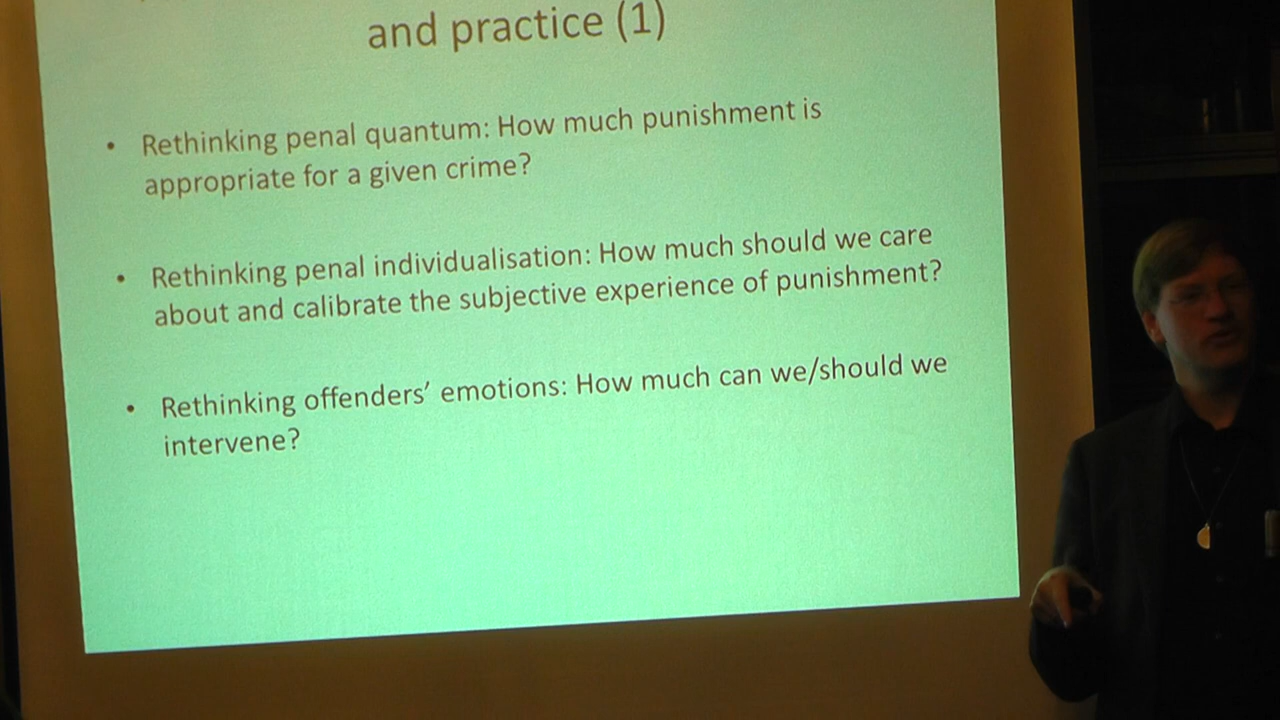 and practice (1)
• Rethinking penal quantum: How much punishment is
appropriate for a given crime?
• Rethinking penal individualisation: How much should we care
about and calibrate the subjective experience of punishment?
• Rethinking offenders’ emotions: How much can we/should we
intervene?